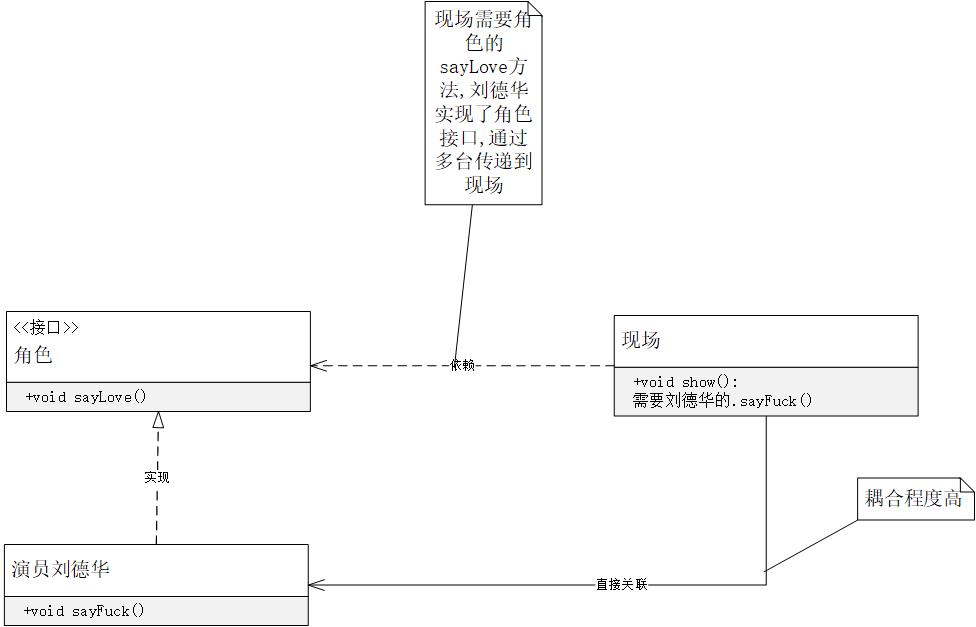 现场需要角
色的
sayLove方
法,刘德华
实现了角色
接口,通过
多台传递到
现场
<<接口>>
角色
+void sayLove()
依赖
现场
+void show():
需要刘德华的.sayFuck()
实现
耦合程度高
演员刘德华
+void sayFuck()
直接关联